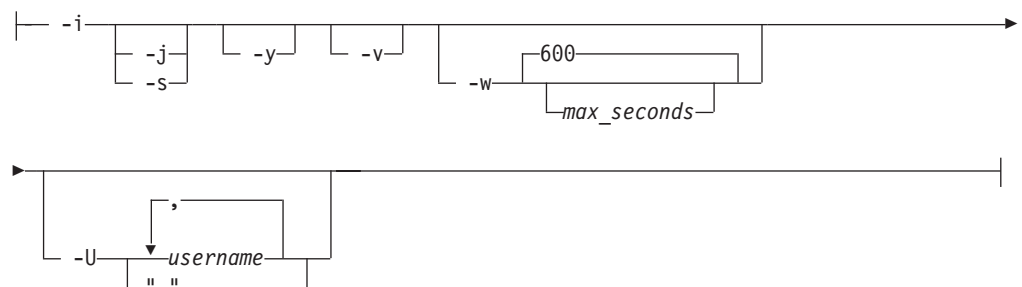 -i
-j
-s
-y
-v
-w
600
max_seconds
-U
,
username
" "